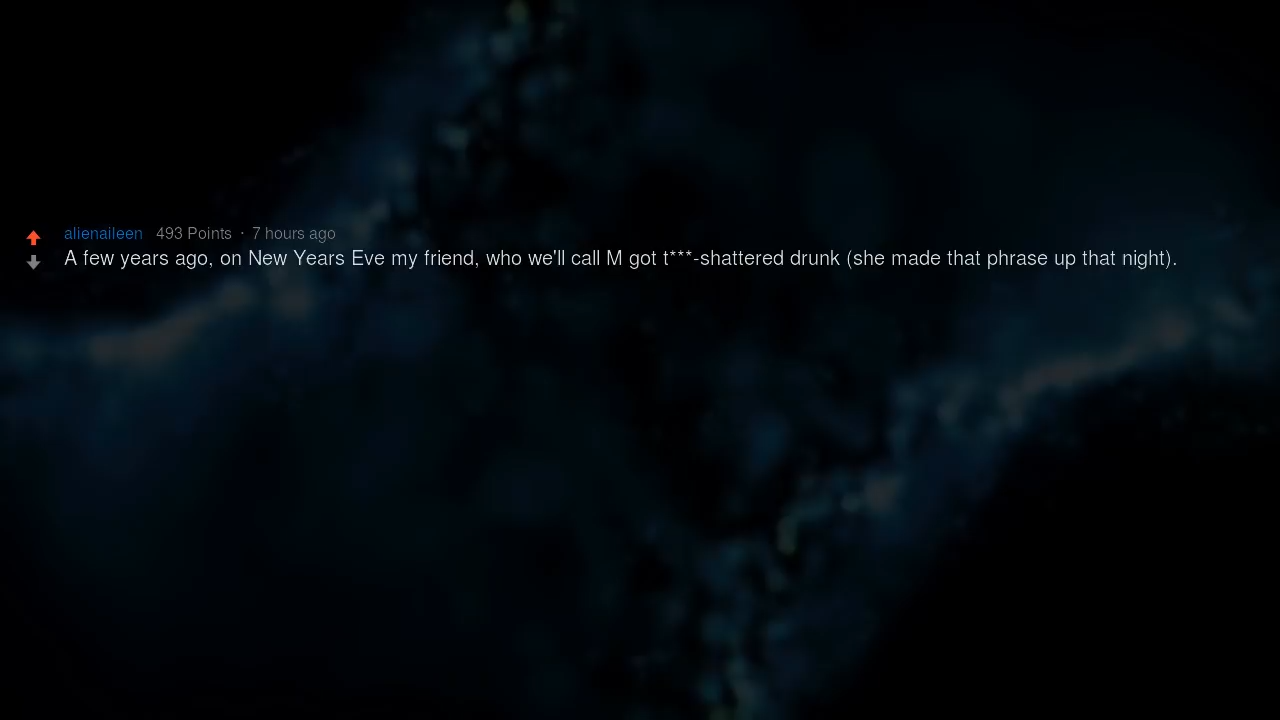 alienaileen 493 Points · 7 hours ago
A few years ago, on New Years Eve my friend, who we'll call M got t***-shattered drunk (she made that phrase up that night).